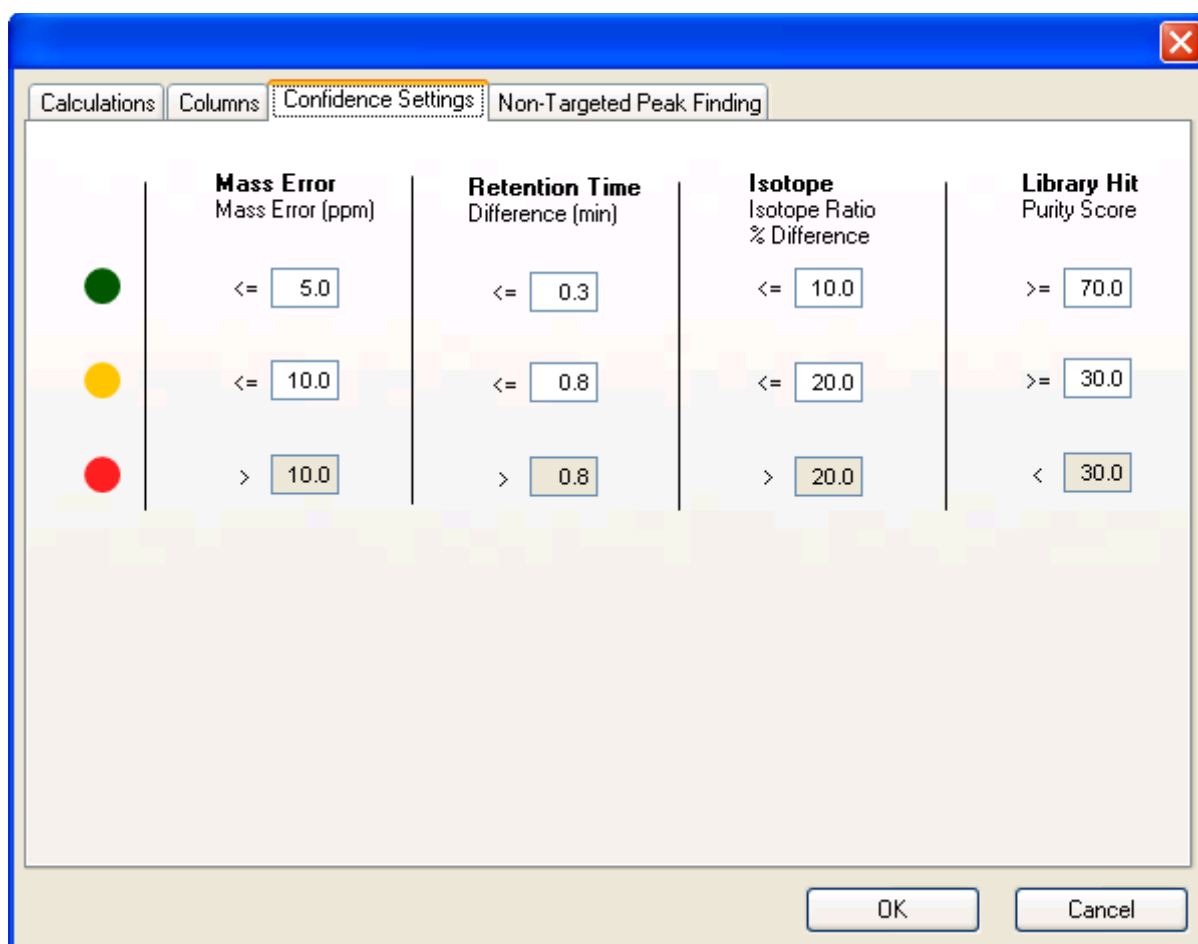 Calculations Columns Confidence Settings Non-Targeted Peak Finding
Mass Error Retention Time Isotope Library Hit
Mass Error (ppm) Difference (min) Isotope Ratio Purity Score
% Difference
<= 5.0 <= 0.3 <= 10.0 >= 70.0
<= 10.0 <= 0.8 <= 20.0 >= 30.0
> 10.0 > 0.8 > 20.0 < 30.0
OK Cancel